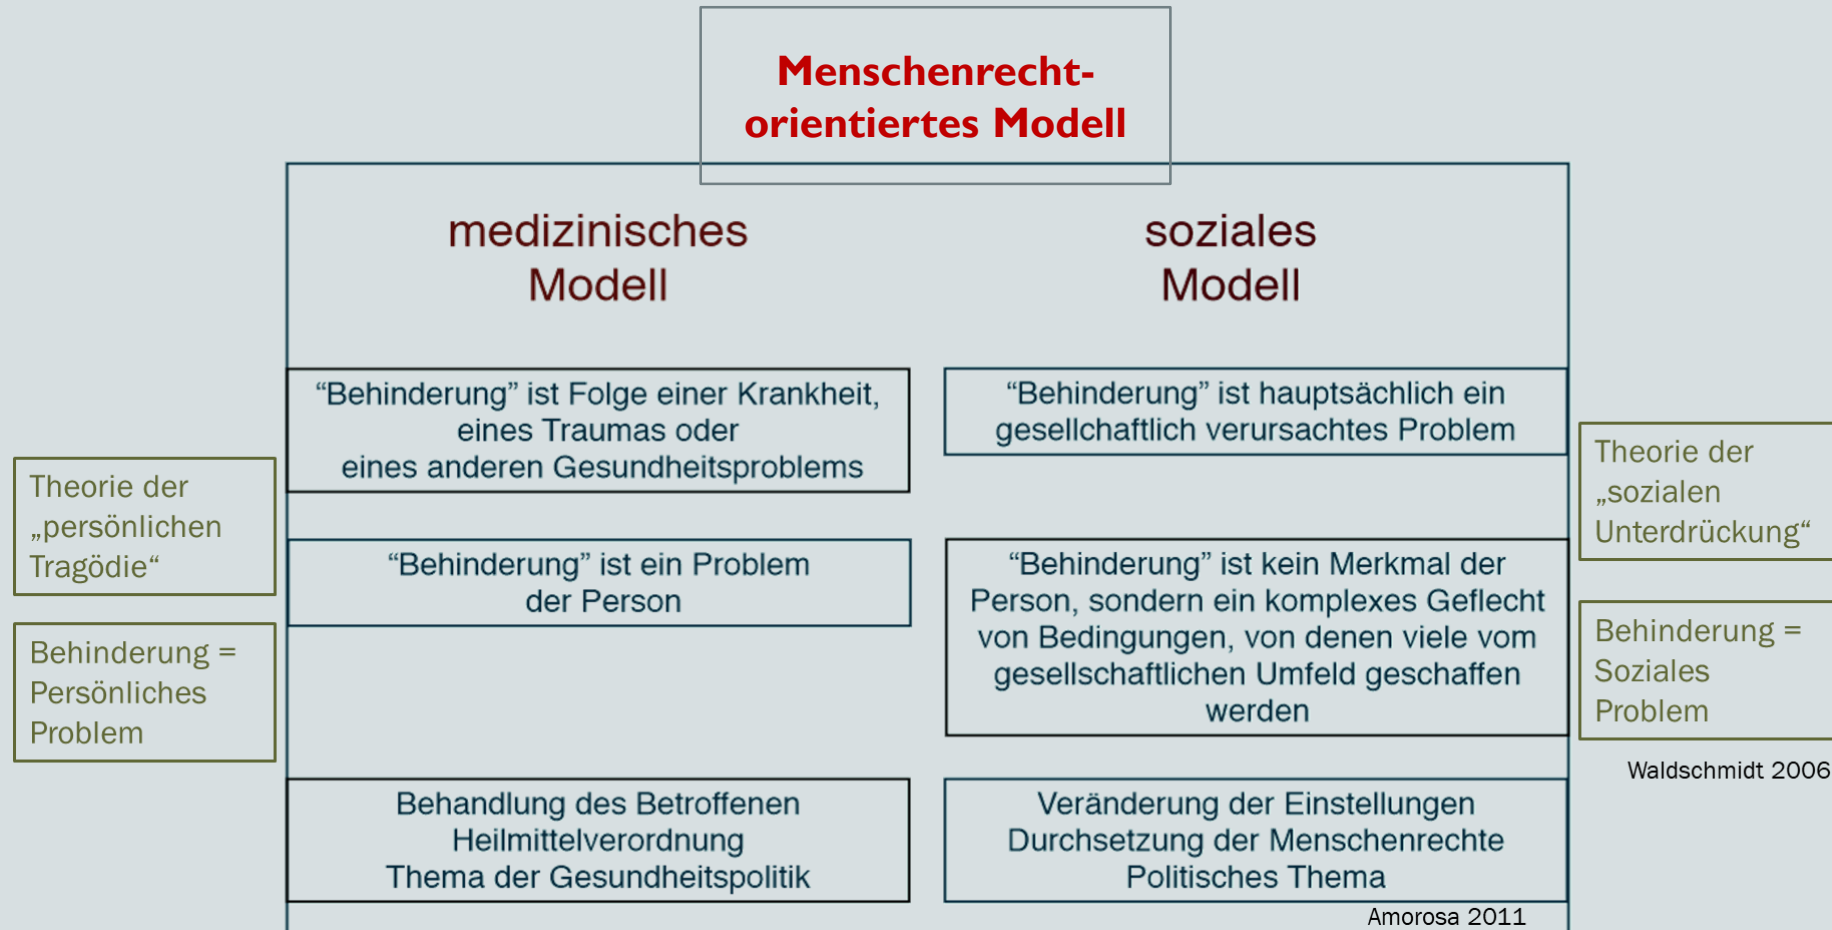 Menschenrecht-
orientiertes Modell
medizinisches
Modell
“Behinderung” ist Folge einer Krankheit,
eines Traumas oder
eines anderen Gesundheitsproblems
“Behinderung” ist ein Problem
der Person
Behandlung des Betroffenen
Heilmittelverordnung
Thema der Gesundheitspolitik
soziales
Modell
“Behinderung” ist hauptsächlich ein
gesellchaftlich verursachtes Problem
“Behinderung” ist kein Merkmal der
Person, sondern ein komplexes Geflecht
von Bedingungen, von denen viele vom
gesellschaftlichen Umfeld geschaffen
werden
Veränderung der Einstellungen
Durchsetzung der Menschenrechte
Politisches Thema
Amorosa 2011
Theorie der
„persönlichen
Tragödie“
Behinderung =
Persönliches
Problem
Theorie der
„sozialen
Unterdrückung“
Behinderung =
Soziales
Problem
Waldschmidt 2006